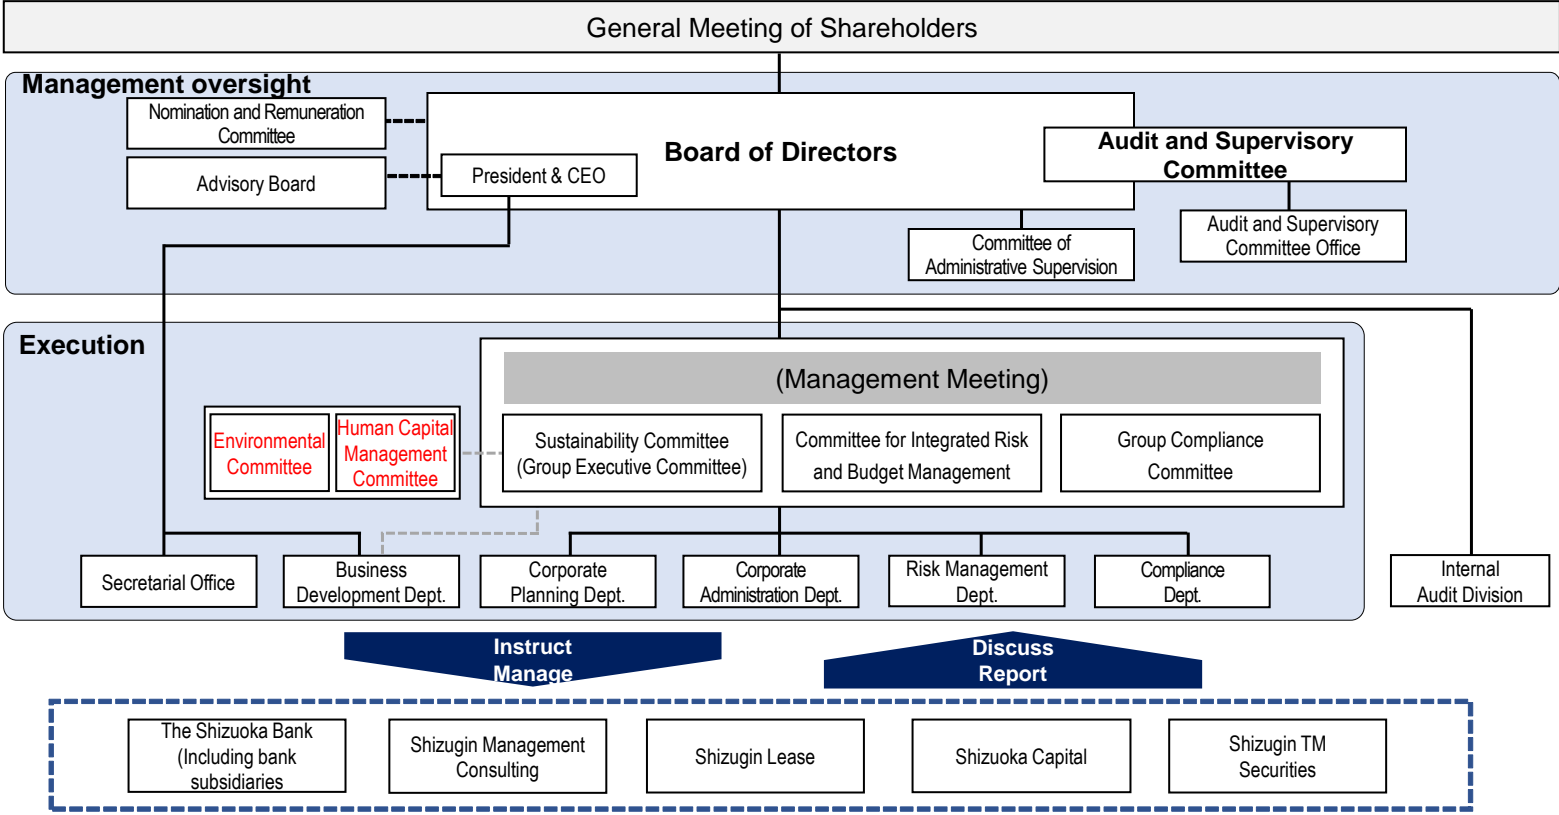 General Meeting of Shareholders
Management oversight
Nomination and Remuneration
Committee
Advisory Board
Board of Directors
President & CEO
Audit and Supervisory
Committee
Committee of
Administrative Supervision
Audit and Supervisory
Committee Office
Execution
(Management Meeting)
Environmental
Committee
Human Capital
Management
Committee
Sustainability Committee
(Group Executive Committee)
Committee for Integrated Risk
and Budget Management
Group Compliance
Committee
Secretarial Office
Business
Development Dept.
Corporate
Planning Dept.
Corporate
Administration Dept.
Risk Management
Dept.
Compliance
Dept.
Internal
Audit Division
Instruct
Manage
Discuss
Report
The Shizuoka Bank
(Including bank
subsidiaries
Shizugin Management
Consulting
Shizugin Lease
Shizuoka Capital
Shizugin TM
Securities